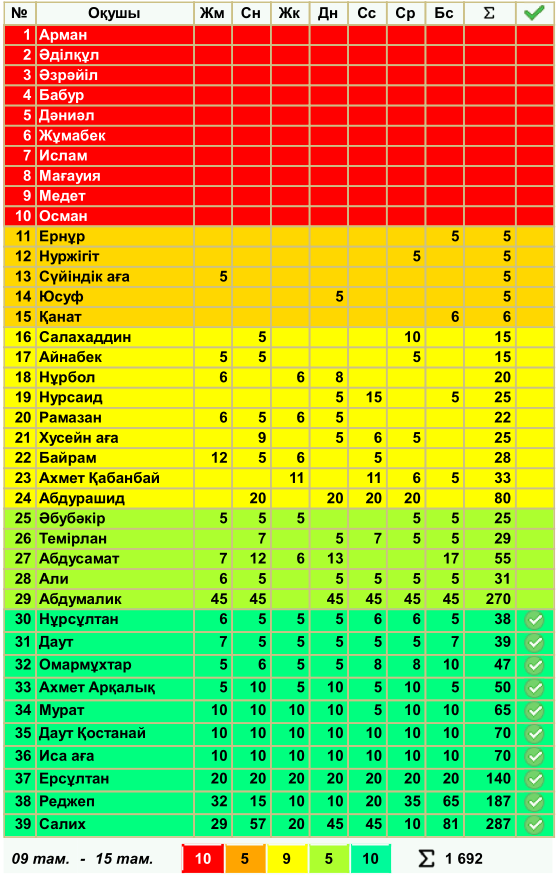 № Оқушы Жм Сн Жк Дн Сс Ср Бс Σ
1 Арман
2 Әділқұл
3 Әзрәйіл
4 Бабур
5 Дәниәл
6 Жұмабек
7 Ислам
8 Мағауия
9 Медет
10 Осман
11 Ернұр 5 5
12 Нуржігіт 5 5
13 Сүйіндік аға 5 5
14 Юсуф 5 5
15 Қанат 6 6
16 Салахаддин 5 10 15
17 Айнабек 5 5 5 15
18 Нұрбол 6 6 8 20
19 Нурсаид 5 15 5 25
20 Рамазан 6 5 6 5 22
21 Хусейн аға 9 5 6 5 25
22 Байрам 12 5 6 5 28
23 Ахмет Қабанбай 11 11 6 5 33
24 Абдурашид 20 20 20 20 80
25 Әбубәкір 5 5 5 5 5 25
26 Темірлан 7 5 7 5 5 29
27 Абдусамат 7 12 6 13 17 55
28 Али 6 5 5 5 5 5 31
29 Абдумалик 45 45 45 45 45 45 270
30 Нұрсұлтан 6 5 5 5 6 6 5 38
31 Даут 7 5 5 5 5 5 7 39
32 Омармұхтар 5 6 5 5 8 8 10 47
33 Ахмет Арқалық 5 10 5 10 5 10 5 50
34 Мурат 10 10 10 10 5 10 10 65
35 Даут Қостанай 10 10 10 10 10 10 10 70
36 Иса аға 10 10 10 10 10 10 10 70
37 Ерсұлтан 20 20 20 20 20 20 20 140
38 Реджеп 32 15 10 10 20 35 65 187
39 Салих 29 57 20 45 45 10 81 287
09 там. - 15 там. 10 5 9 5 10 Σ 1 692